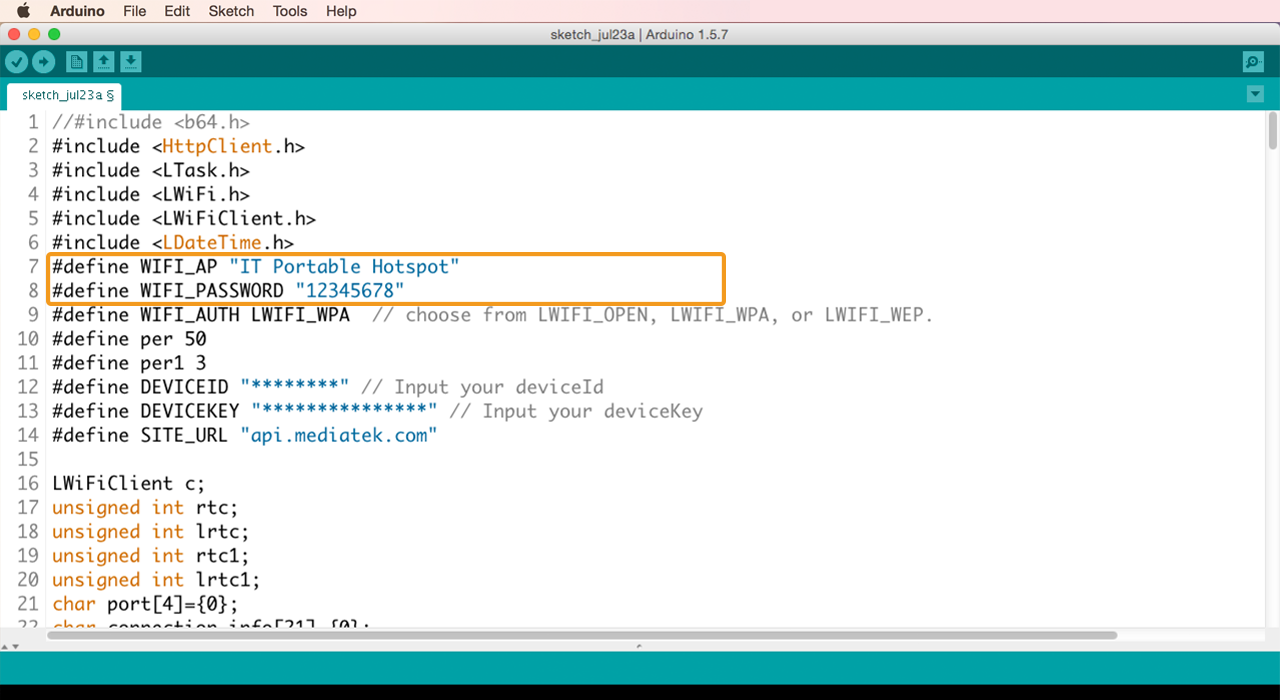 Arduino File Edit Sketch Tools Help
sketch_jul23a | Arduino 1.5.7
sketch_jul23a §
1 //#include <b64.h>
2 #include <HttpClient.h>
3 #include <LTask.h>
4 #include <LWiFi.h>
5 #include <LWiFiClient.h>
6 #include <LDateTime.h>
7 #define WIFI_AP "IT Portable Hotspot"
8 #define WIFI_PASSWORD "12345678"
9 #define WIFI_AUTH LWIFI_WPA  // choose from LWIFI_OPEN, LWIFI_WPA, or LWIFI_WEP.
10 #define per 50
11 #define per1 3
12 #define DEVICEID "********" // Input your deviceId
13 #define DEVICEKEY "***************" // Input your deviceKey
14 #define SITE_URL "api.mediatek.com"
15
16 LWiFiClient c;
17 unsigned int rtc;
18 unsigned int lrtc;
19 unsigned int rtc1;
20 unsigned int lrtc1;
21 char port[4]={0};
22 char connection_info[21]={0};